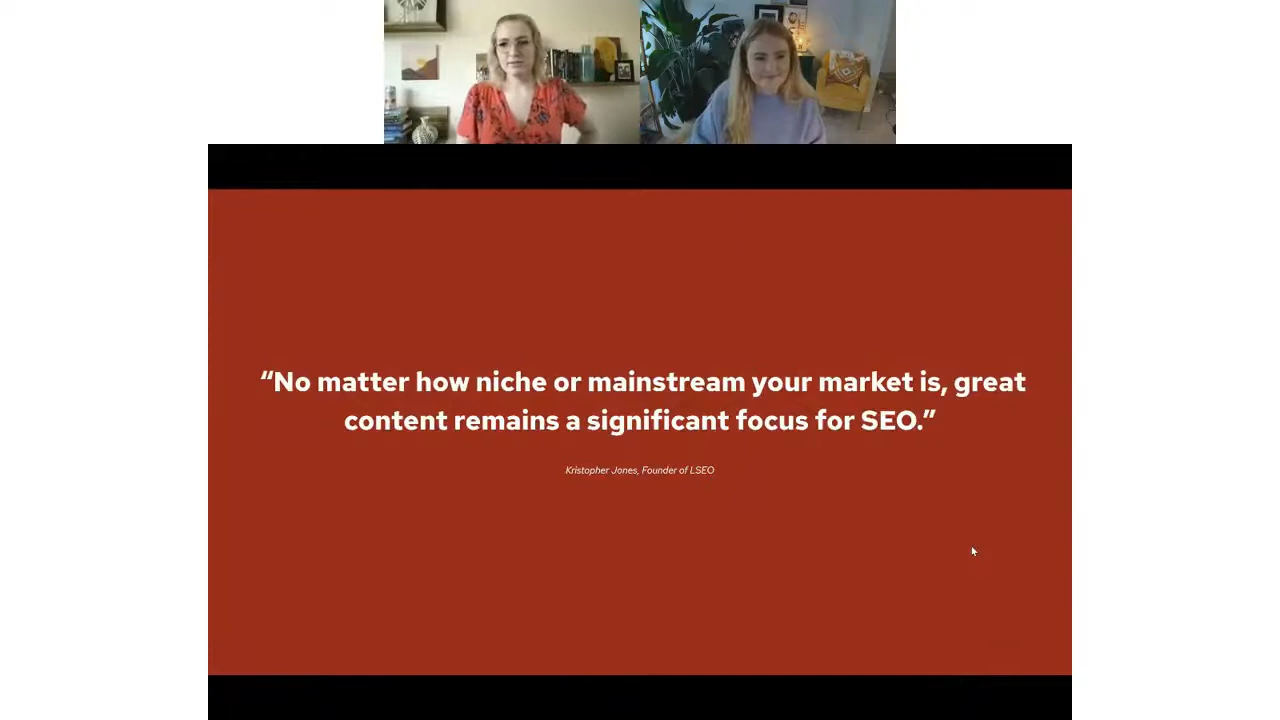 “No matter how niche or mainstream your market is, great
content remains a significant focus for SEO.”
Kristopher Jones, Founder of LSEO